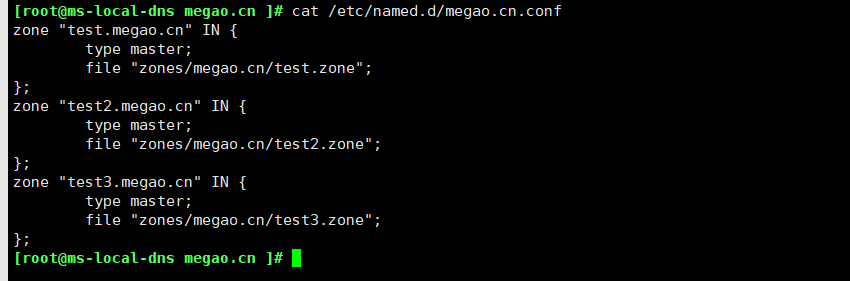 [root@ms-local-dns megao.cn ]# cat /etc/named.d/megao.cn.conf
zone "test.megao.cn" IN {
        type master;
        file "zones/megao.cn/test.zone";
};
zone "test2.megao.cn" IN {
        type master;
        file "zones/megao.cn/test2.zone";
};
zone "test3.megao.cn" IN {
        type master;
        file "zones/megao.cn/test3.zone";
};
[root@ms-local-dns megao.cn ]#